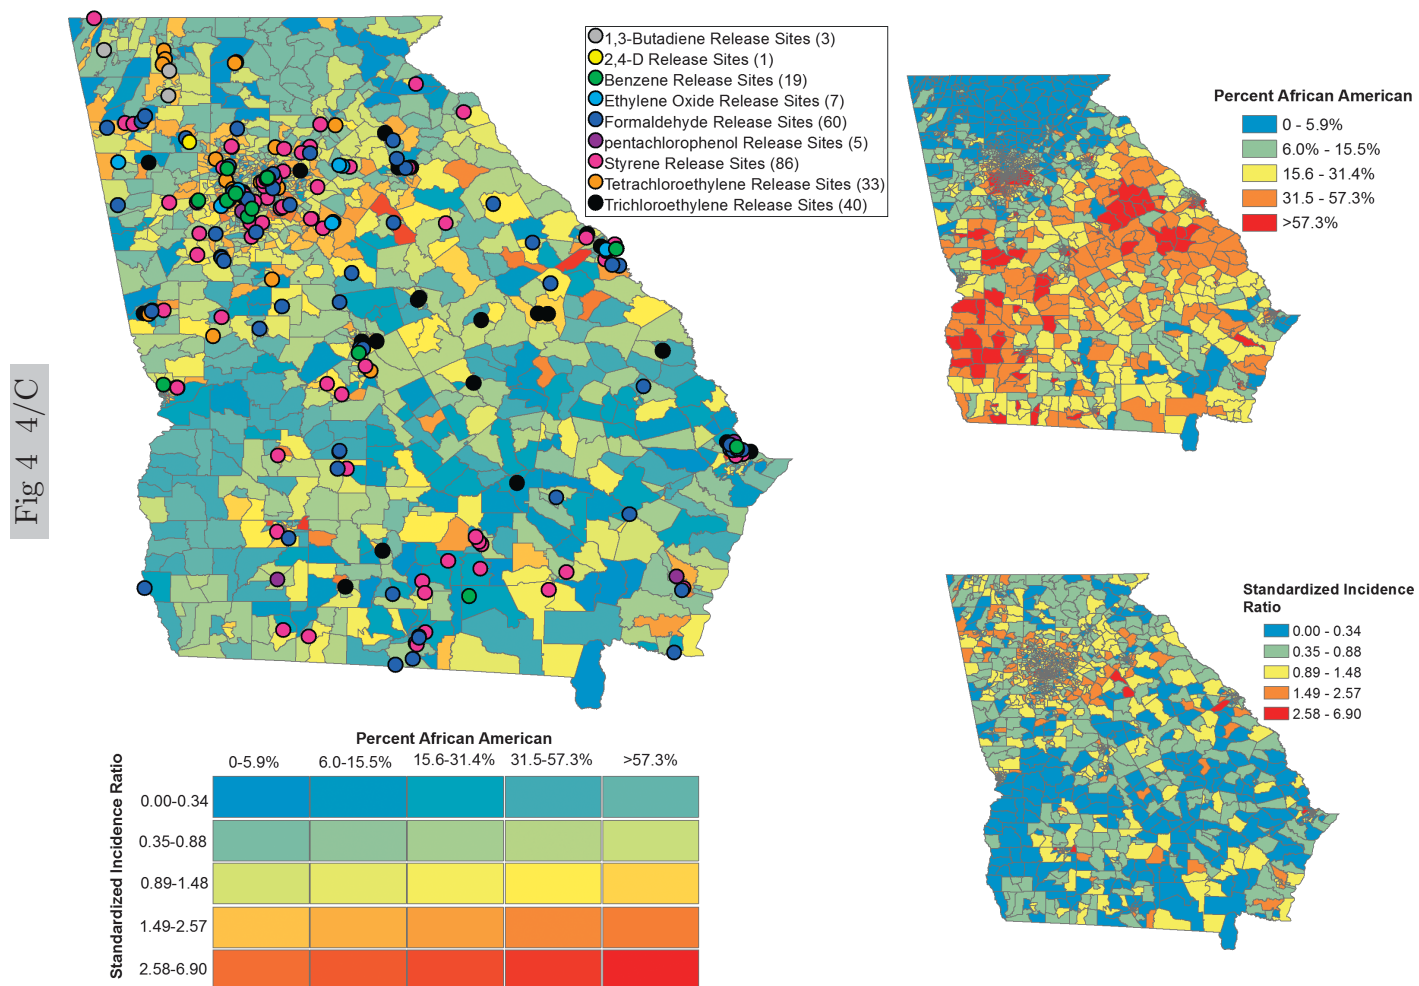 1,3-Butadiene Release Sites (3)
2,4-D Release Sites (1)
Benzene Release Sites (19)
Ethylene Oxide Release Sites (7)
Formaldehyde Release Sites (60)
pentachlorophenol Release Sites (5)
Styrene Release Sites (86)
Tetrachloroethylene Release Sites (33)
Trichloroethylene Release Sites (40)
Percent African American
0 - 5.9%
6.0% - 15.5%
15.6 - 31.4%
31.5 - 57.3%
>57.3%
Fig 4 4/C
Standardized Incidence
Ratio
0.00 - 0.34
0.35 - 0.88
0.89 - 1.48
1.49 - 2.57
2.58 - 6.90
Percent African American
0-5.9% 6.0-15.5% 15.6-31.4% 31.5-57.3% >57.3%
Standardized Incidence Ratio
0.00-0.34
0.35-0.88
0.89-1.48
1.49-2.57
2.58-6.90